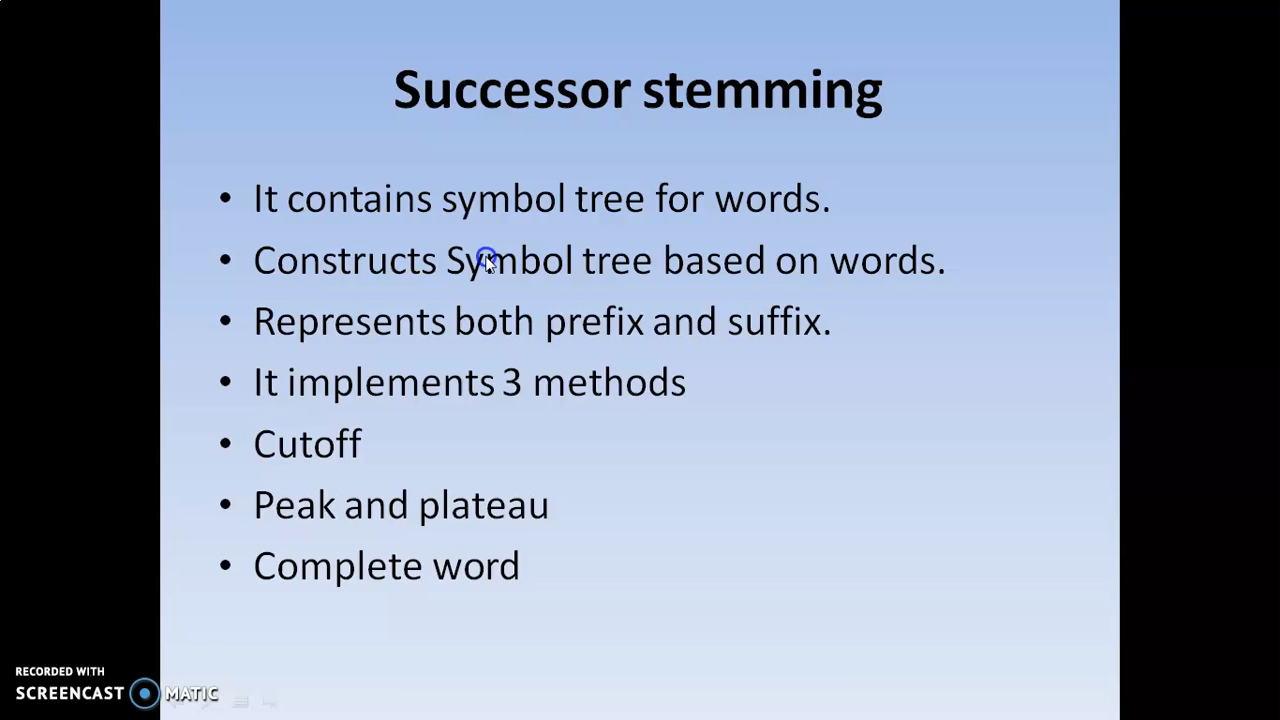 Successor stemming
• It contains symbol tree for words.
• Constructs Symbol tree based on words.
• Represents both prefix and suffix.
• It implements 3 methods
• Cutoff
• Peak and plateau
• Complete word
RECORDED WITH
SCREENCAST MATIC